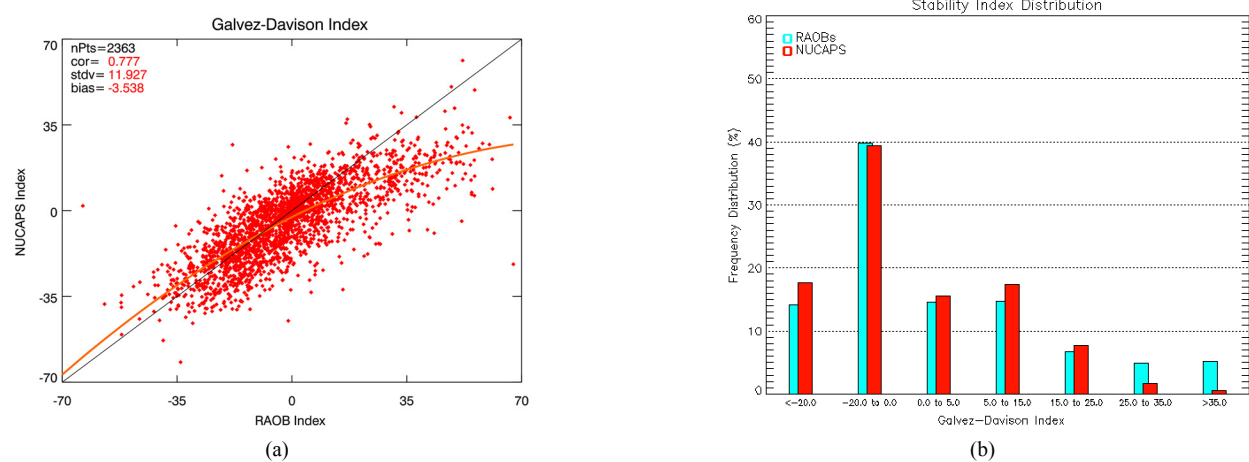 Galvez-Davison Index
70
nPts=2363
cor= 0.777
stdv= 11.927
bias= -3.538
35
NUCAPS Index
0
-35
-70
-70 -35 0 35 70
RAOB Index
(a)
Stability Index Distribution
60
RAOBs
NUCAPS
50
40
Frequency Distribution (%)
30
20
10
0
<-20.0 -20.0 to 0.0 0.0 to 5.0 5.0 to 15.0 15.0 to 25.0 25.0 to 35.0 >35.0
Galvez-Davison Index
(b)